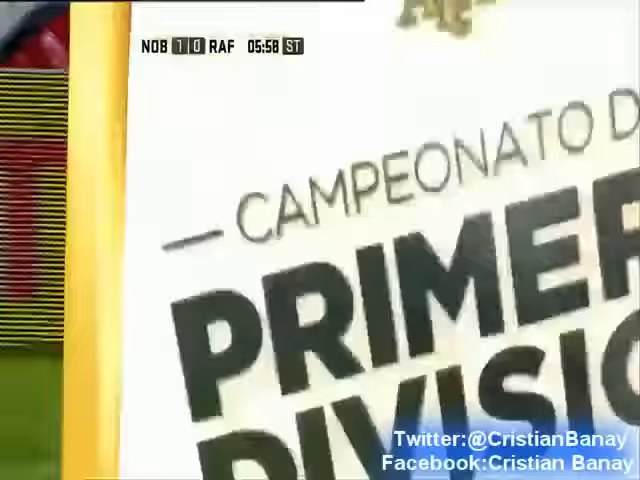 NOB 1 0 RAF 05:58 ST
— CAMPEONATO D
PRIMER
DIVISIO
Twitter:@CristianBanay
Facebook:Cristian Banay